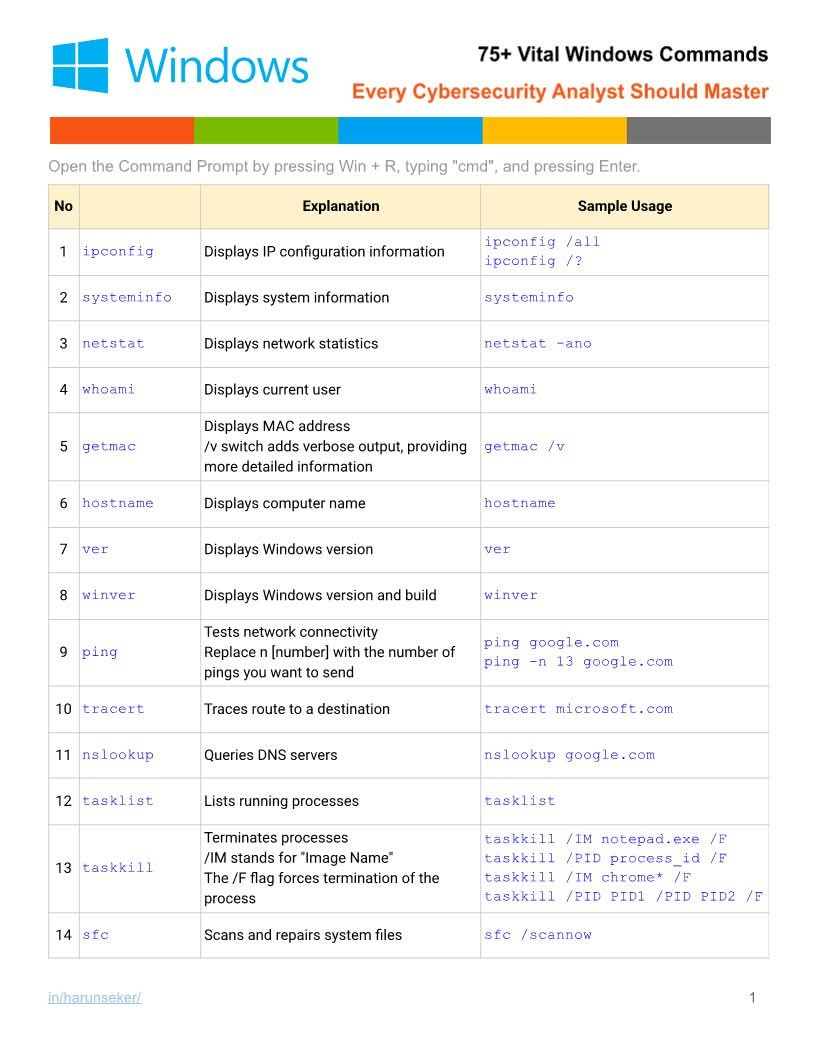 Windows
75+ Vital Windows Commands
Every Cybersecurity Analyst Should Master
Open the Command Prompt by pressing Win + R, typing "cmd", and pressing Enter.
No Explanation Sample Usage
1 ipconfig Displays IP configuration information ipconfig /all
ipconfig /?
2 systeminfo Displays system information systeminfo
3 netstat Displays network statistics netstat -ano
4 whoami Displays current user whoami
5 getmac Displays MAC address
/v switch adds verbose output, providing
more detailed information
getmac /v
6 hostname Displays computer name hostname
7 ver Displays Windows version ver
8 winver Displays Windows version and build winver
9 ping Tests network connectivity
Replace n [number] with the number of
pings you want to send
ping google.com
ping -n 13 google.com
10 tracert Traces route to a destination tracert microsoft.com
11 nslookup Queries DNS servers nslookup google.com
12 tasklist Lists running processes tasklist
13 taskkill Terminates processes
/IM stands for "Image Name"
The /F flag forces termination of the
process
taskkill /IM notepad.exe /F
taskkill /PID process_id /F
taskkill /IM chrome* /F
taskkill /PID PID1 /PID PID2 /F
14 sfc Scans and repairs system files sfc /scannow
in/harunseker/ 1